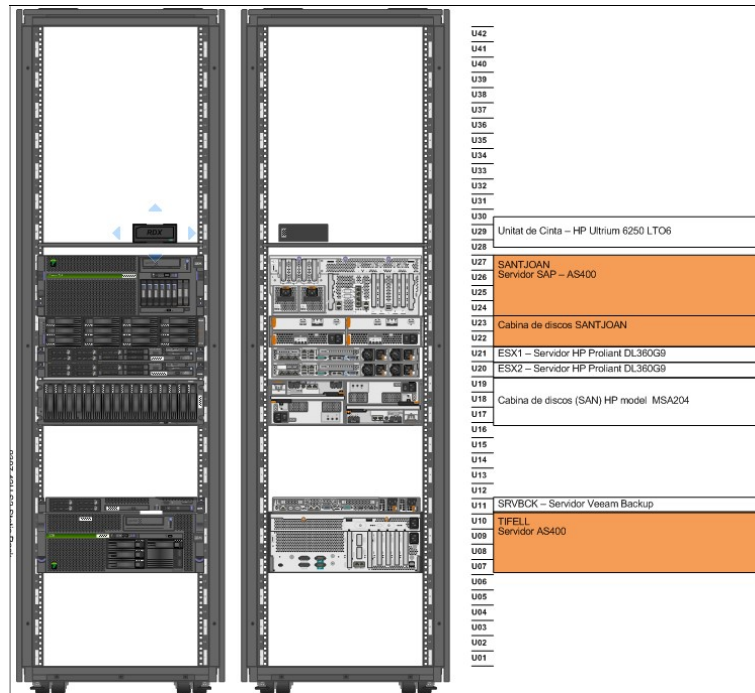 U42
U41
U40
U39
U38
U37
U36
U35
U34
U33
U32
U31
U30
U29
U28
U27
U26
U25
U24
U23
U22
U21
U20
U19
U18
U17
U16
U15
U14
U13
U12
U11
U10
U09
U08
U07
U06
U05
U04
U03
U02
U01
RDX
Unitat de Cinta – HP Ultrium 6250 LTO6
SANTJOAN
Servidor SAP – AS400
Cabina de discos SANTJOAN
ESX1 – Servidor HP Proliant DL360G9
ESX2 – Servidor HP Proliant DL360G9
Cabina de discos (SAN) HP model MSA204
SRVBCK – Servidor Veeam Backup
TIFELL
Servidor AS400